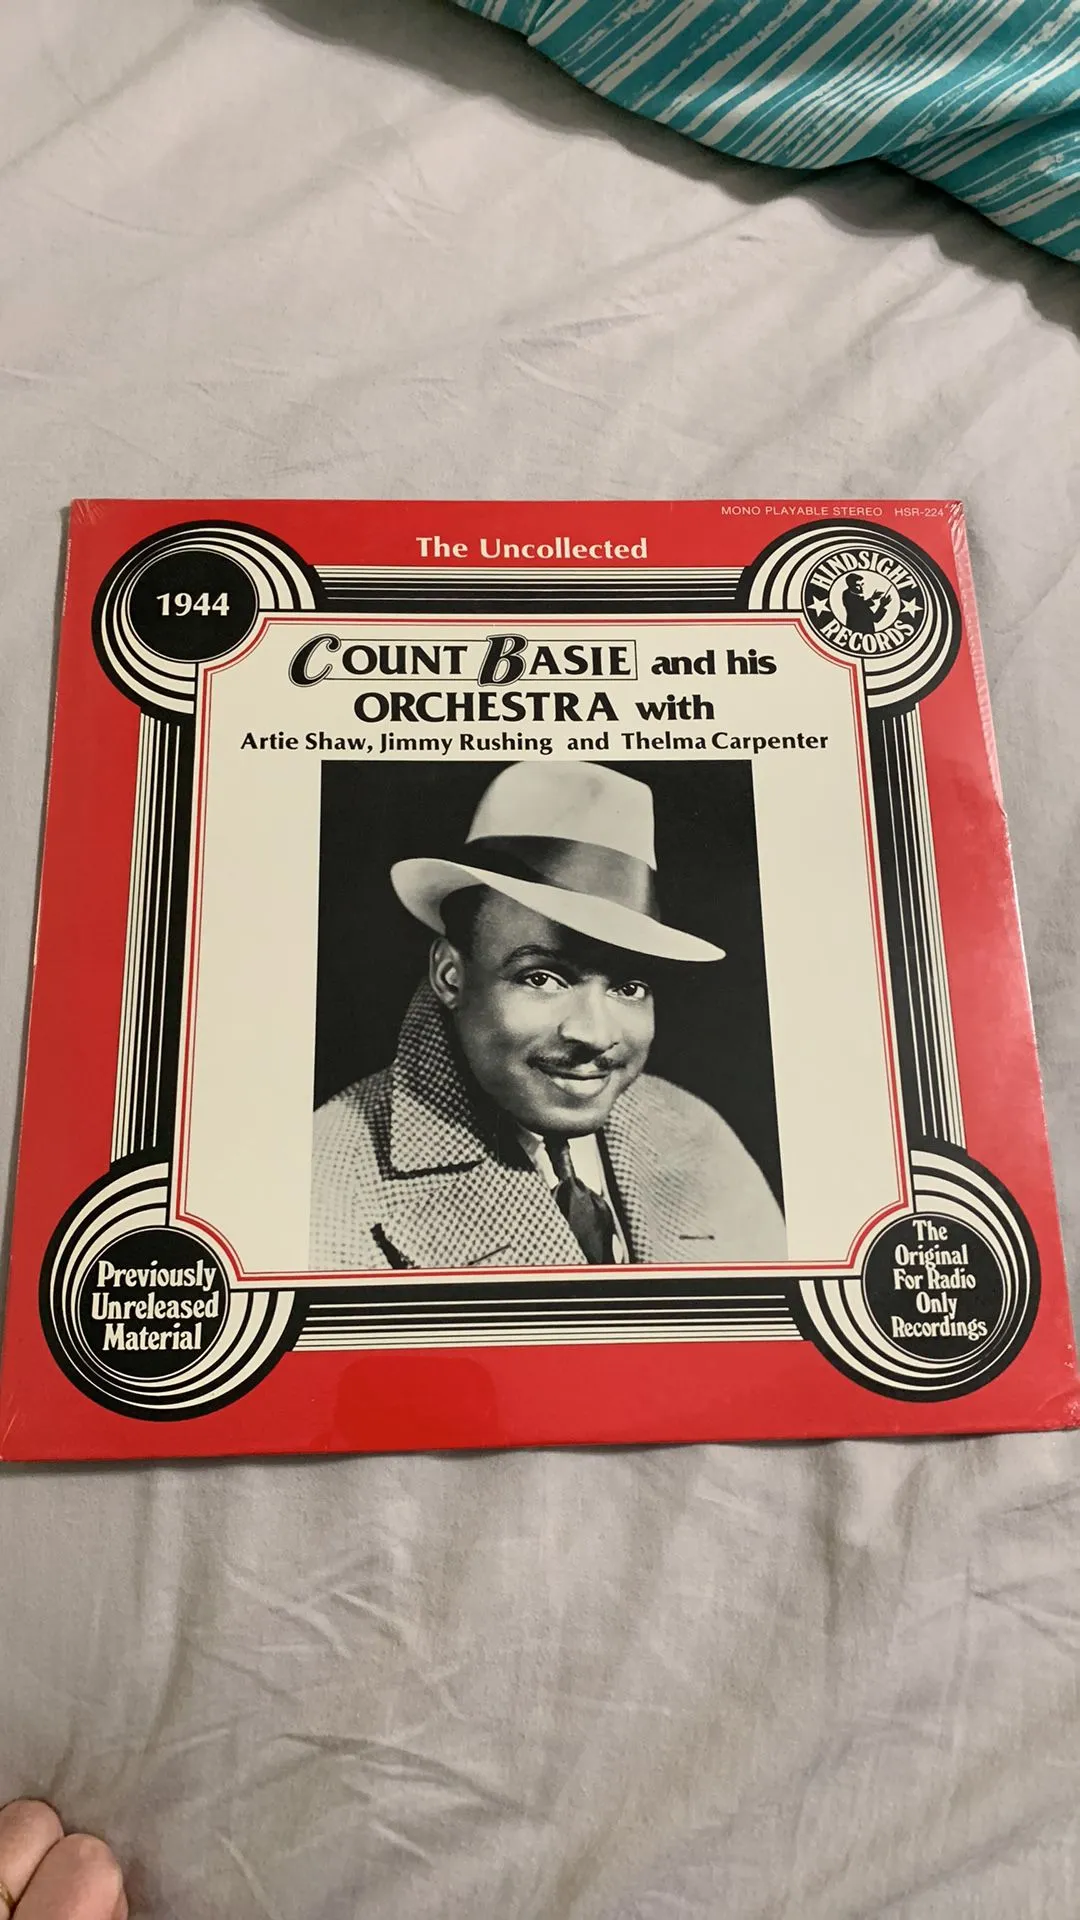 MONO PLAYABLE STEREO HSR-224
The Uncollected
1944
HINDSIGHT
RECORDS
COUNT BASIE and his
ORCHESTRA with
Artie Shaw, Jimmy Rushing and Thelma Carpenter
Previously
Unreleased
Material
The
Original
For Radio
Only
Recordings